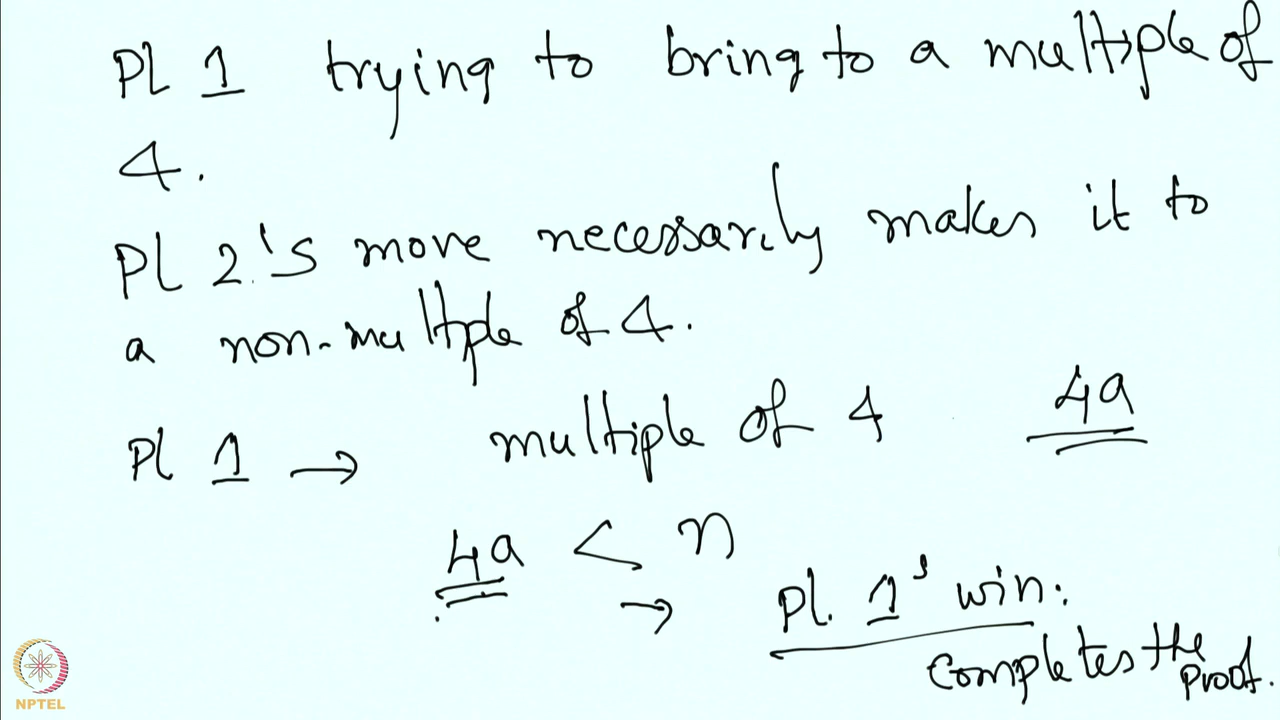 Pl 1 trying to bring to a multiple of
4.
Pl 2's move necessarily makes it to
a non-multiple of 4.
Pl 1 → multiple of 4 4a
4a < n
→ Pl. 1's win.
Completes the
proof.
NPTEL